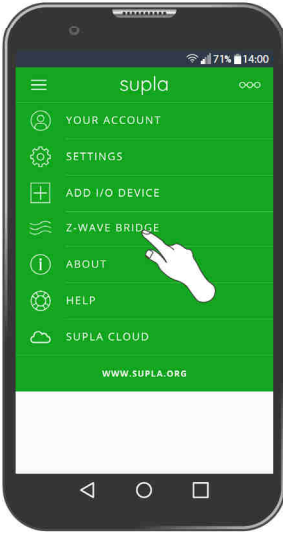 71% 14:00
supla
YOUR ACCOUNT
SETTINGS
ADD I/O DEVICE
Z-WAVE BRIDGE
ABOUT
HELP
SUPLA CLOUD
WWW.SUPLA.ORG